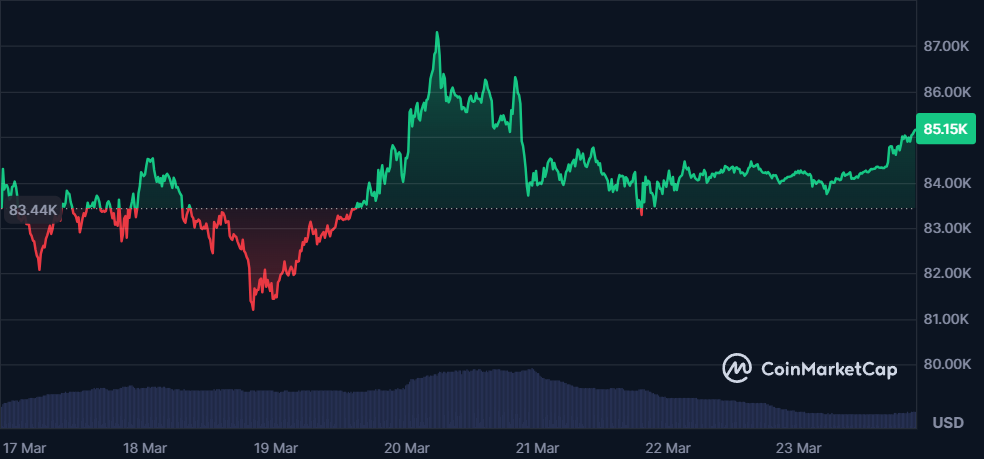 87.00K
86.00K
85.15K
84.00K
83.44K
83.00K
82.00K
81.00K
80.00K
CoinMarketCap
USD
17 Mar
18 Mar
19 Mar
20 Mar
21 Mar
22 Mar
23 Mar